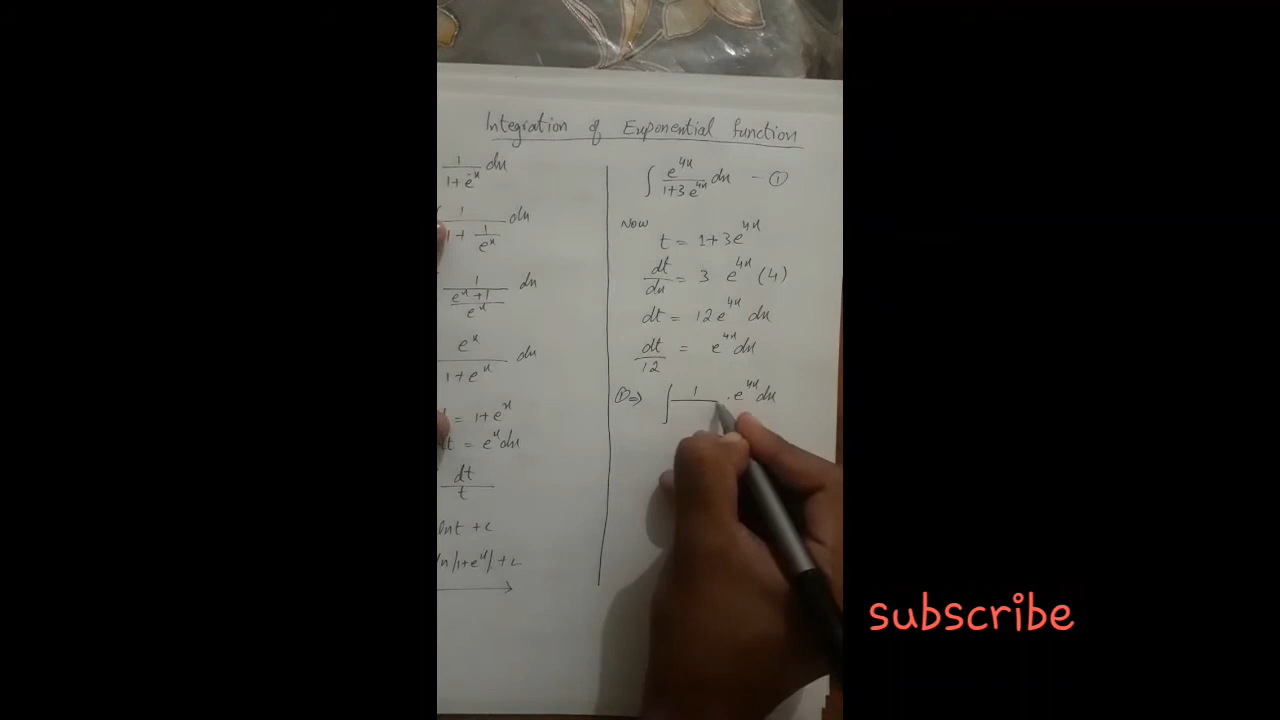 Integration of Exponential function
1/(1+e^-x) dx
1/(1+ 1/e^x) dx
1/((e^x+1)/e^x) dx
e^x/(1+e^x) dx
= 1+e^x
dt = e^x dx
dt/t
ln t + c
ln|1+e^x| + c
∫ e^4x/(1+3e^4x) dx — ①
Now
t = 1+3e^4x
dt/dx = 3 e^4x (4)
dt = 12e^4x dx
dt/12 = e^4x dx
①⇒ ∫ 1/ . e^4x dx
subscribe